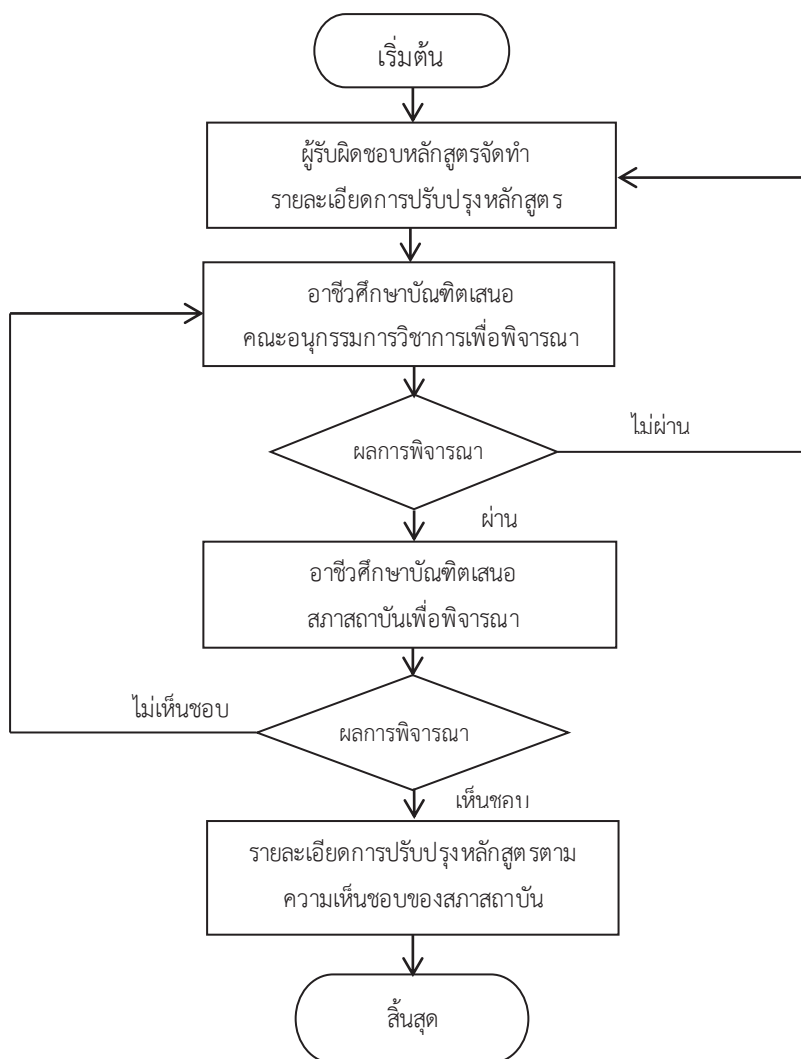 เริ่มต้น
ผู้รับผิดชอบหลักสูตรจัดทำ
รายละเอียดการปรับปรุงหลักสูตร
อาชีวศึกษาบัณฑิตเสนอ
คณะอนุกรรมการวิชาการเพื่อพิจารณา
ไม่ผ่าน
ผลการพิจารณา
ผ่าน
อาชีวศึกษาบัณฑิตเสนอ
สภาสถาบันเพื่อพิจารณา
ไม่เห็นชอบ
ผลการพิจารณา
เห็นชอบ
รายละเอียดการปรับปรุงหลักสูตรตาม
ความเห็นชอบของสภาสถาบัน
สิ้นสุด